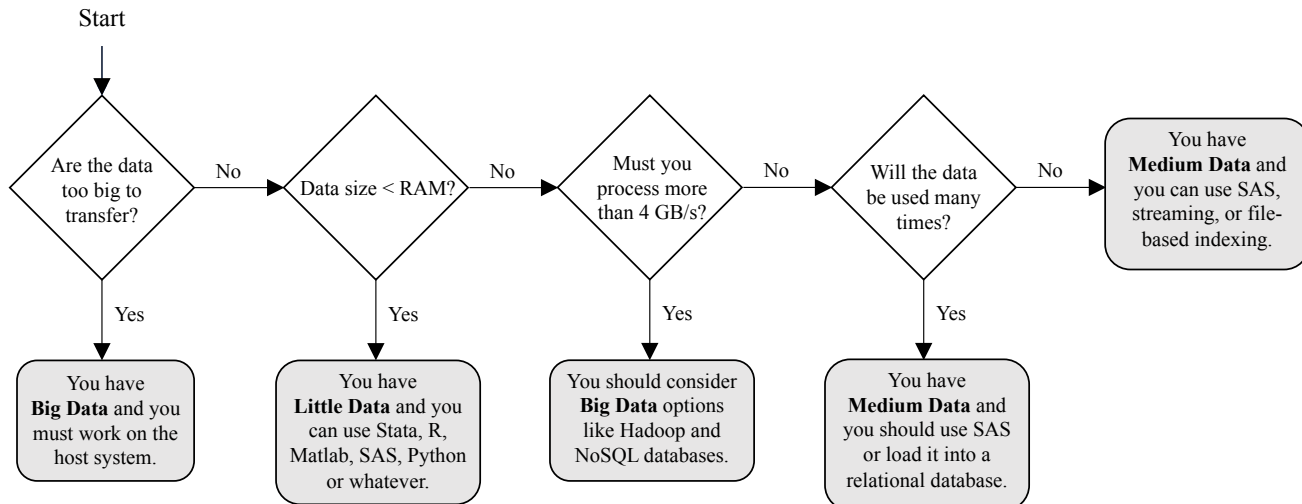 Start
Are the data
too big to
transfer?
No
Yes
You have
Big Data and you
must work on the
host system.
Data size < RAM?
No
Yes
You have
Little Data and you
can use Stata, R,
Matlab, SAS, Python
or whatever.
Must you
process more
than 4 GB/s?
No
Yes
You should consider
Big Data options
like Hadoop and
NoSQL databases.
Will the data
be used many
times?
No
Yes
You have
Medium Data and
you should use SAS
or load it into a
relational database.
You have
Medium Data and
you can use SAS,
streaming, or file-
based indexing.